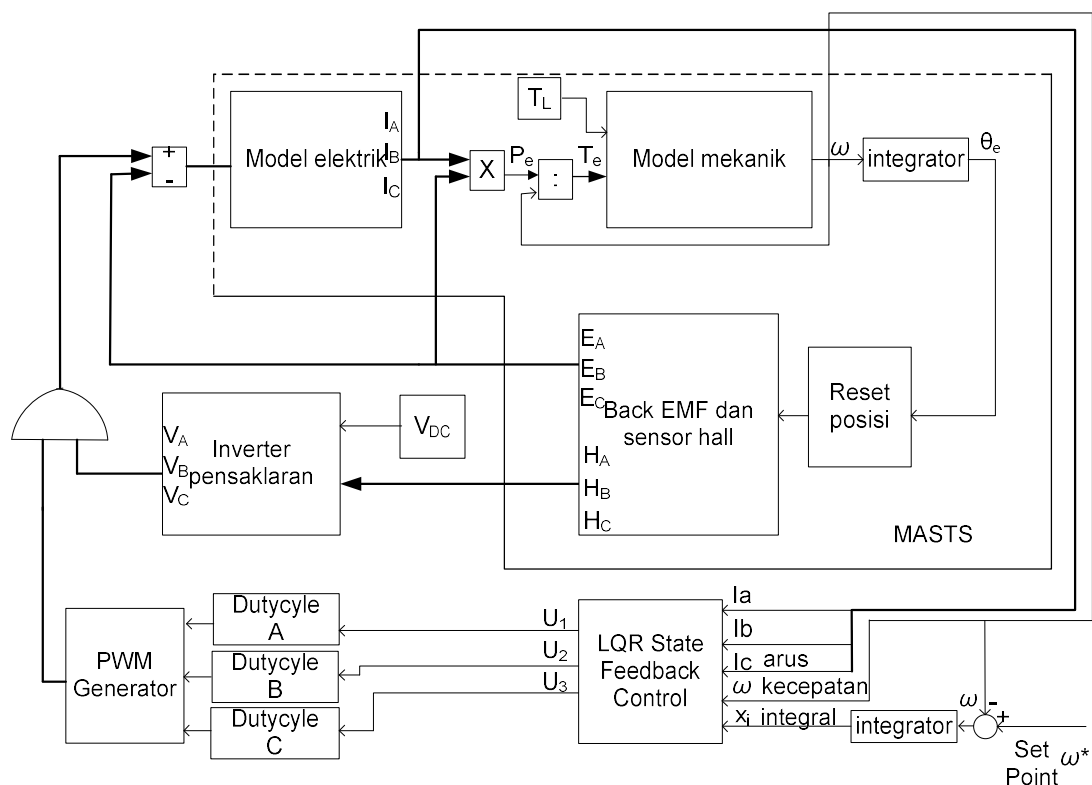 +
-
Model elektrik
I_A
I_B
I_C
X
P_e
:
T_L
T_e
Model mekanik
ω
integrator
θ_e
E_A
E_B
E_C
Back EMF dan
sensor hall
H_A
H_B
H_C
Reset
posisi
MASTS
V_A
V_B
V_C
Inverter
pensaklaran
V_DC
PWM
Generator
Dutycyle
A
Dutycyle
B
Dutycyle
C
U_1
U_2
U_3
LQR State
Feedback
Control
Ia
Ib
Ic arus
ω kecepatan
x_i integral
integrator
ω
-
+
Set
Point
ω*